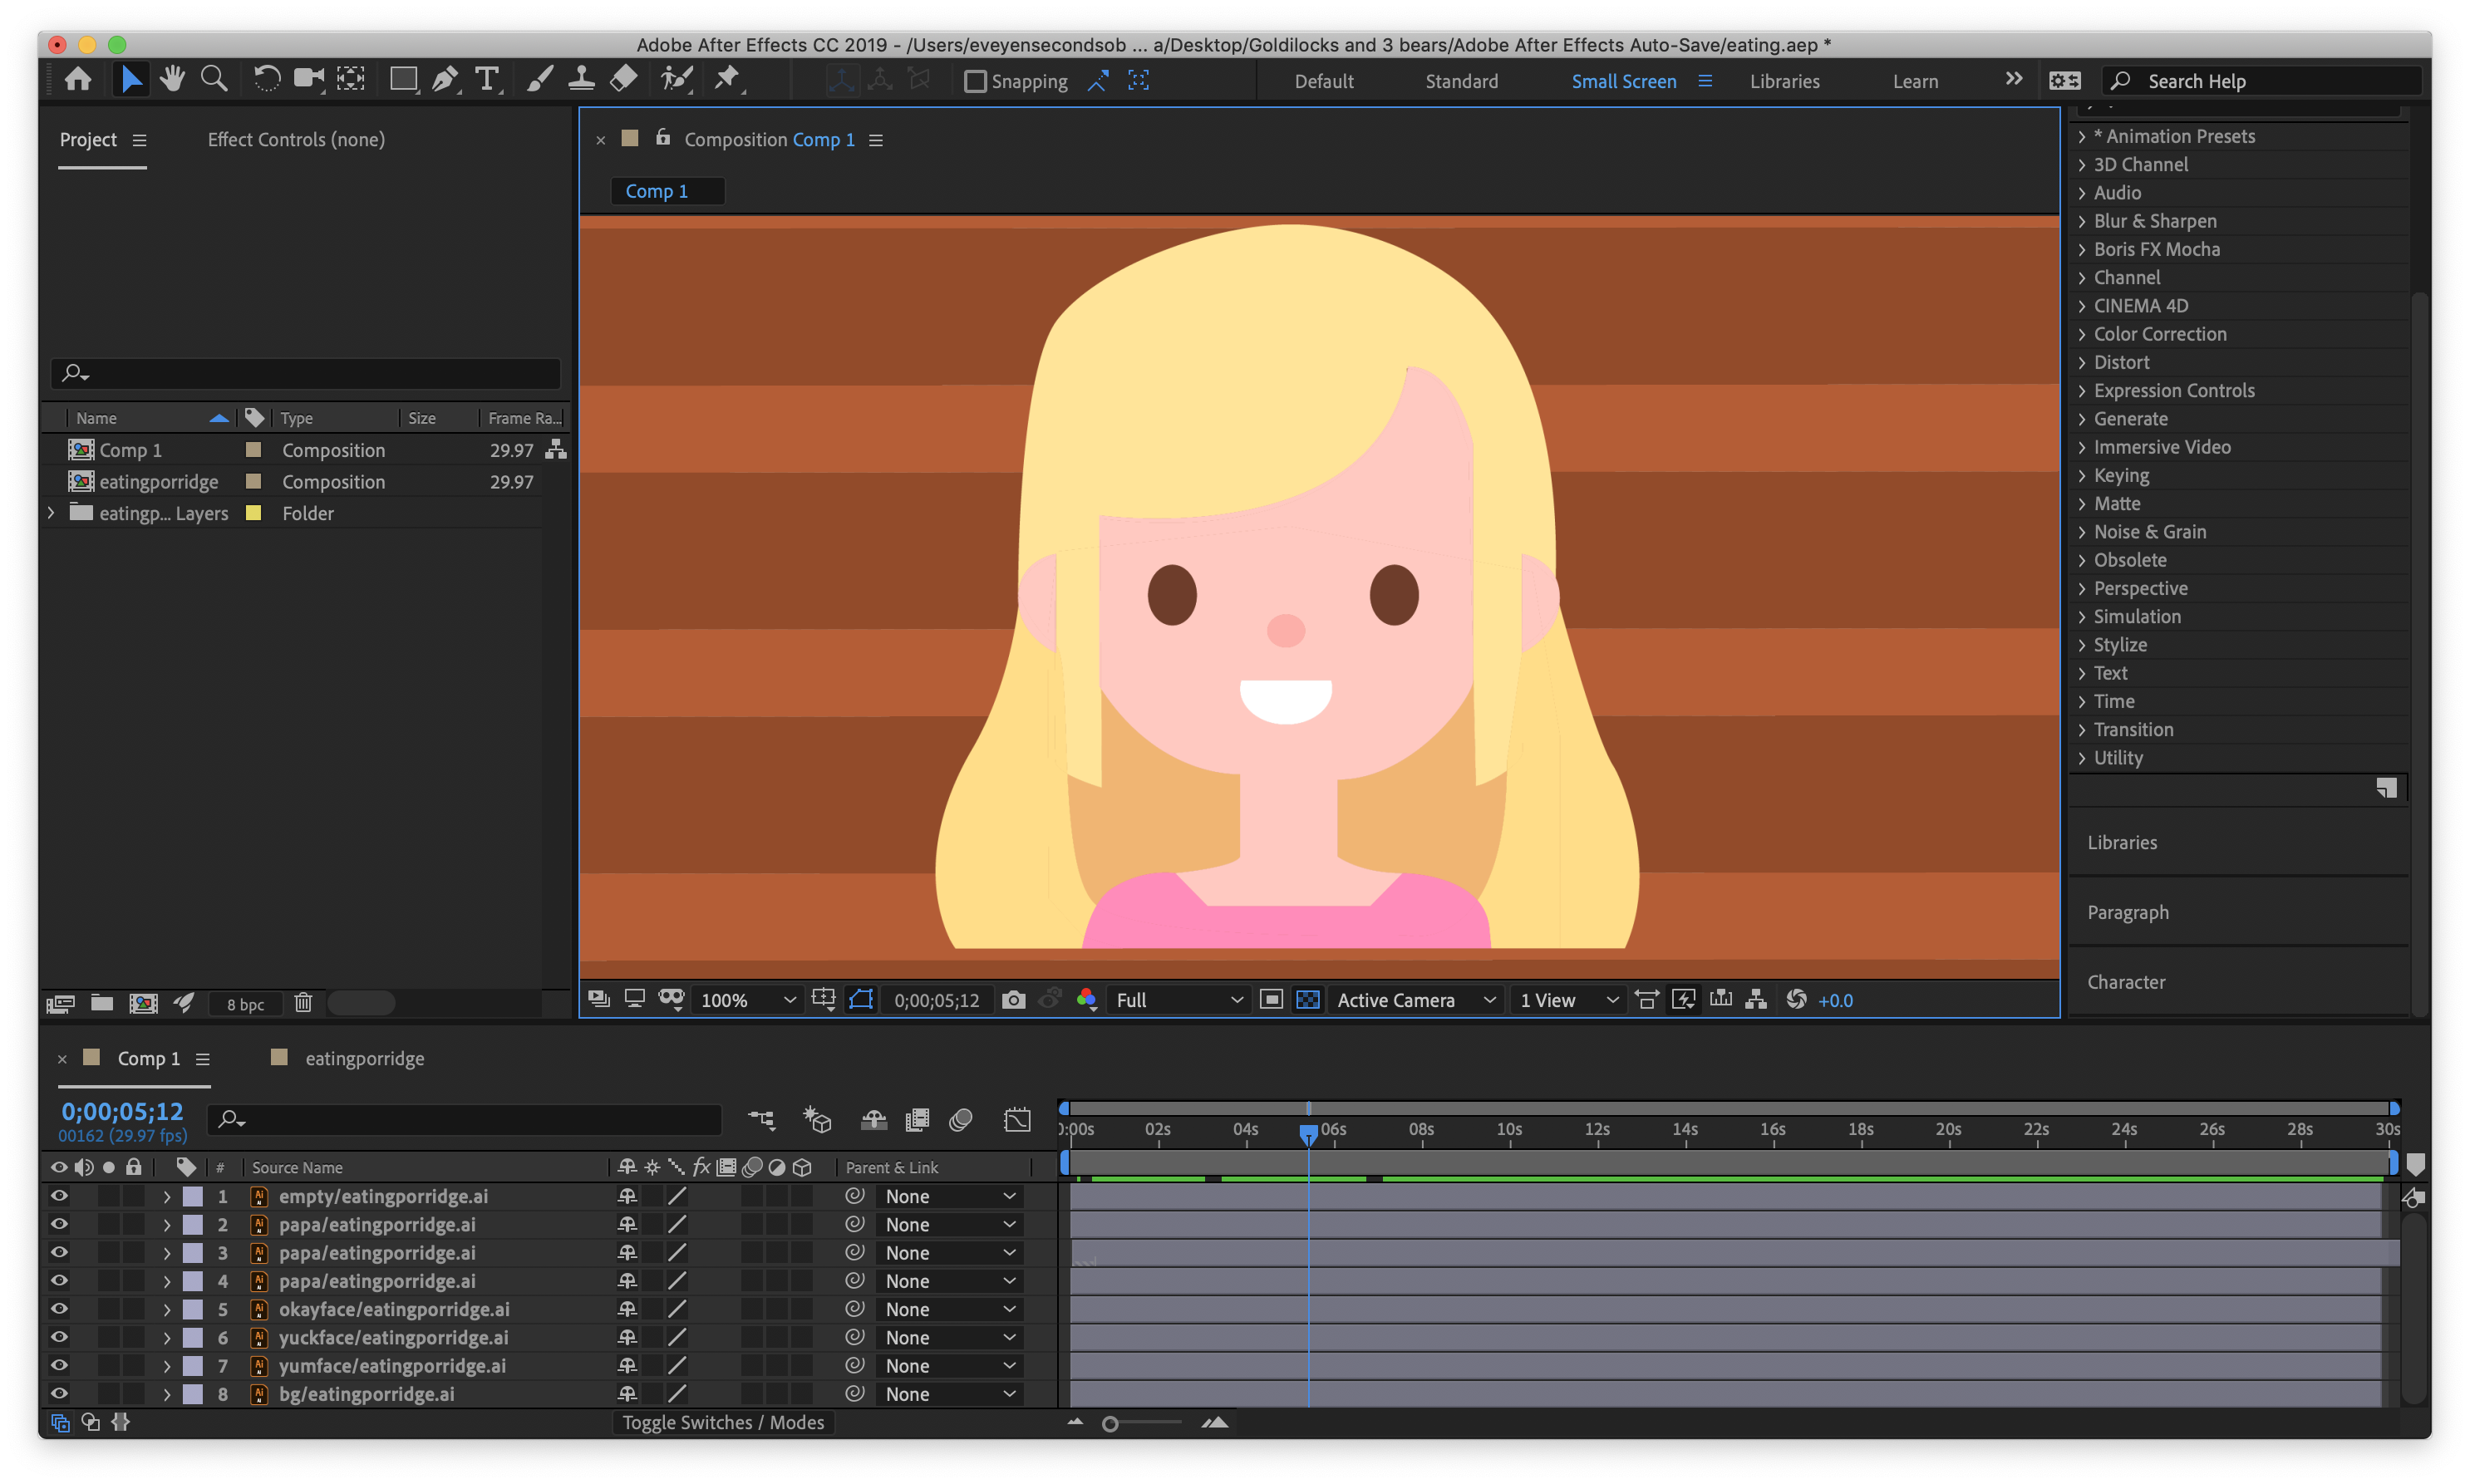 Adobe After Effects CC 2019 - /Users/eveyensecondsob ... a/Desktop/Goldilocks and 3 bears/Adobe After Effects Auto-Save/eating.aep *
Snapping Default Standard Small Screen Libraries Learn Search Help
Project Effect Controls (none)
Composition Comp 1
Comp 1
Name Type Size Frame Ra...
Comp 1 Composition 29.97
eatingporridge Composition 29.97
eatingp... Layers Folder
8 bpc
* Animation Presets
3D Channel
Audio
Blur & Sharpen
Boris FX Mocha
Channel
CINEMA 4D
Color Correction
Distort
Expression Controls
Generate
Immersive Video
Keying
Matte
Noise & Grain
Obsolete
Perspective
Simulation
Stylize
Text
Time
Transition
Utility
Libraries
Paragraph
Character
100% 0;00;05;12 Full Active Camera 1 View +0.0
Comp 1 eatingporridge
0;00;05;12
00162 (29.97 fps)
0:00s 02s 04s 06s 08s 10s 12s 14s 16s 18s 20s 22s 24s 26s 28s 30s
# Source Name fx Parent & Link
1 Ai empty/eatingporridge.ai None
2 Ai papa/eatingporridge.ai None
3 Ai papa/eatingporridge.ai None
4 Ai papa/eatingporridge.ai None
5 Ai okayface/eatingporridge.ai None
6 Ai yuckface/eatingporridge.ai None
7 Ai yumface/eatingporridge.ai None
8 Ai bg/eatingporridge.ai None
Toggle Switches / Modes